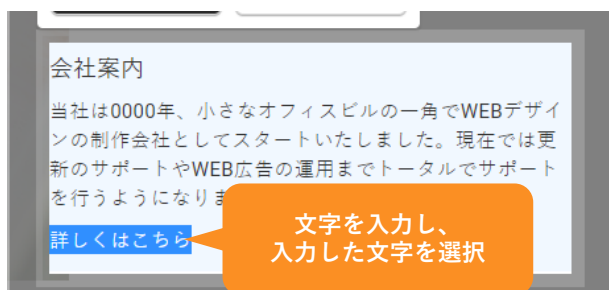 会社案内
当社は0000年、小さなオフィスビルの一角でWEBデザイ
ンの制作会社としてスタートいたしました。現在では更
新のサポートやWEB広告の運用までトータルでサポート
を行うようになりま
詳しくはこちら
文字を入力し、
入力した文字を選択